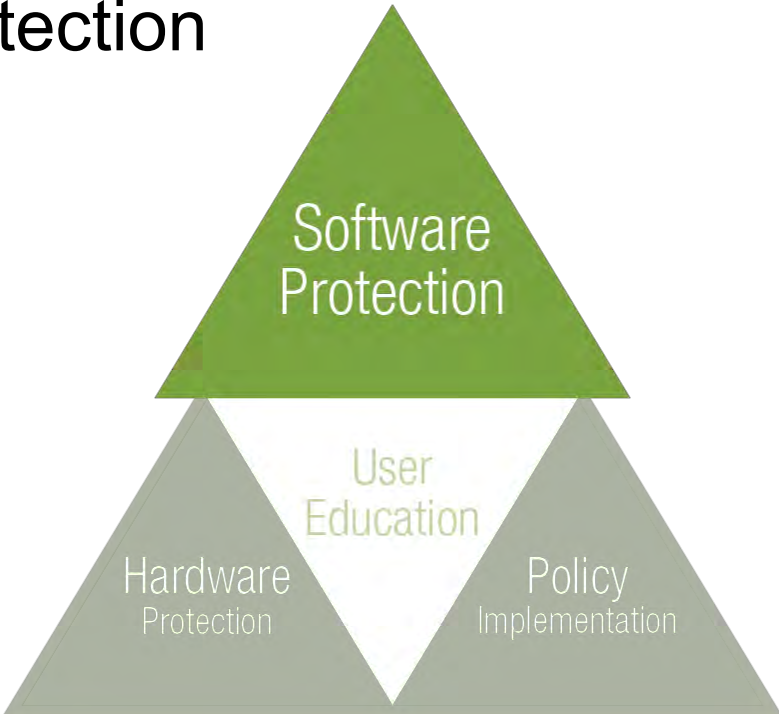 tection
Software
Protection
User
Education
Hardware
Protection
Policy
Implementation